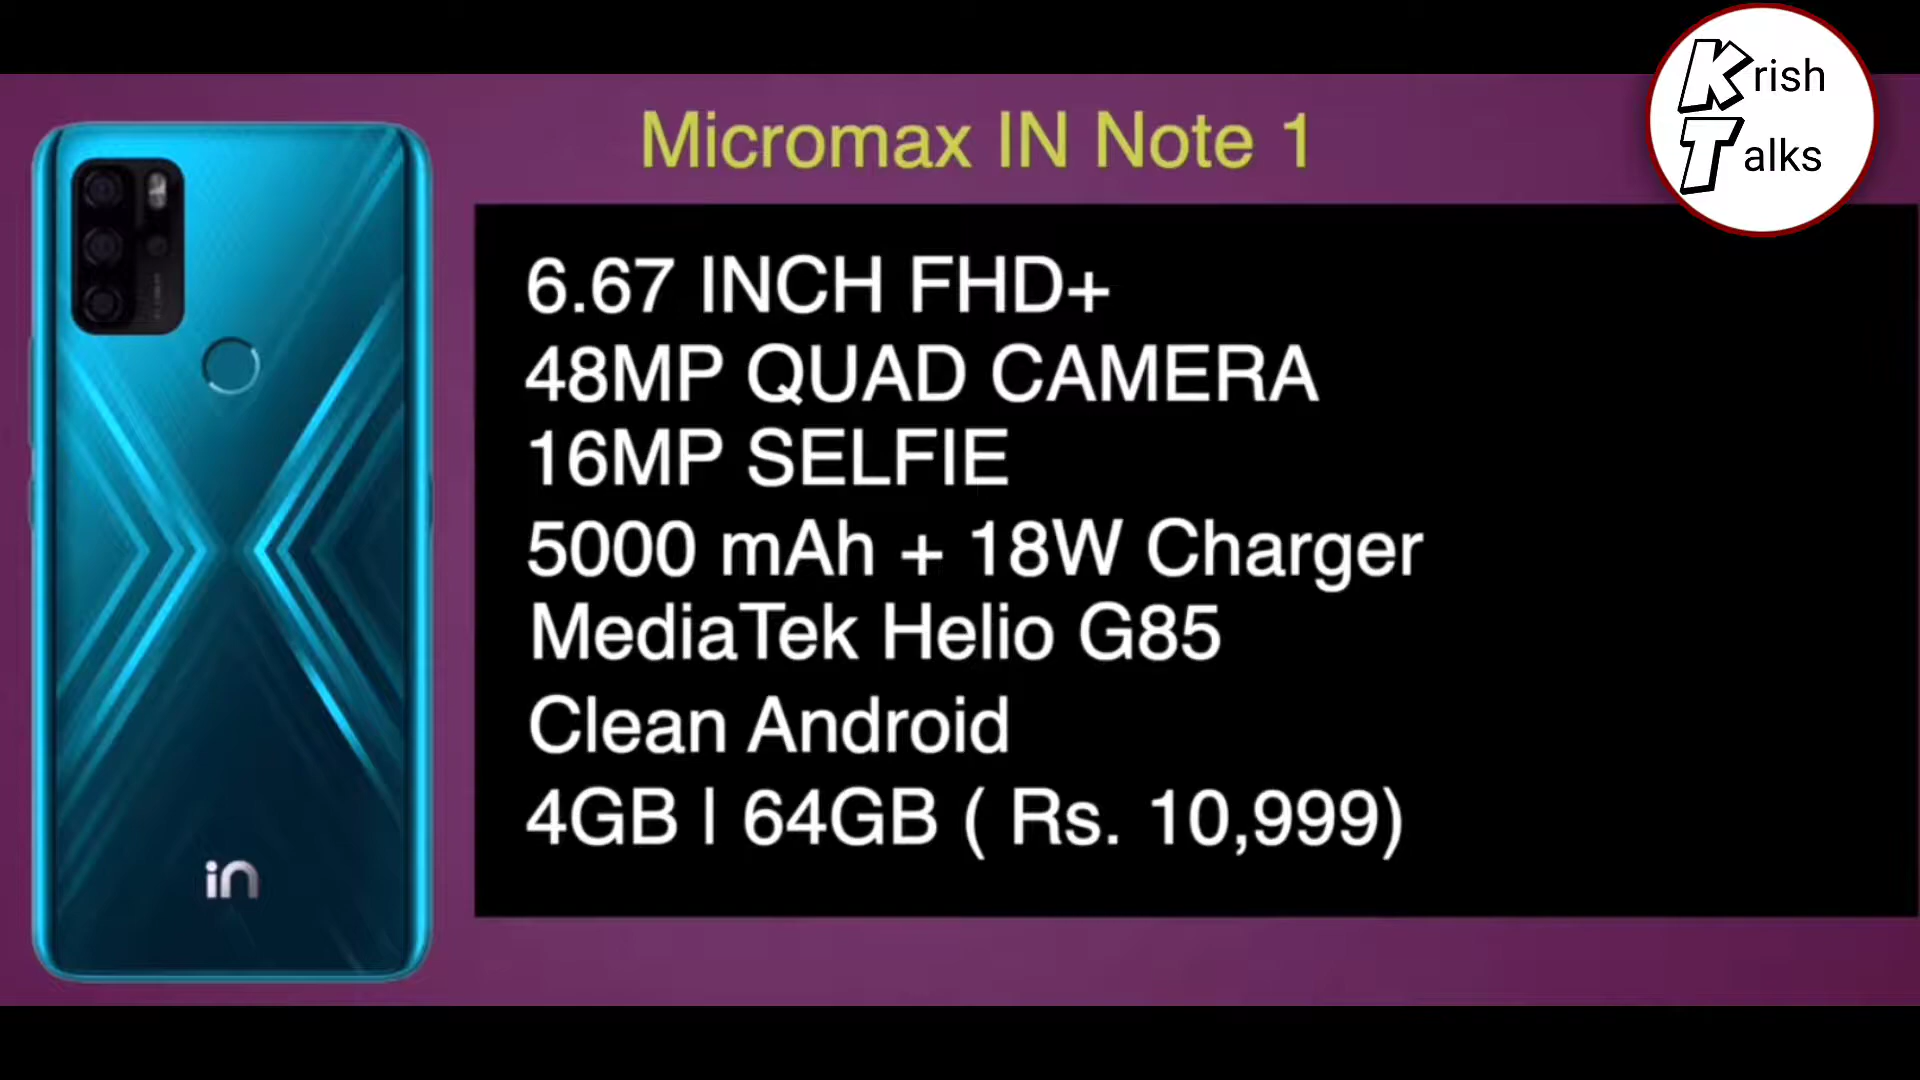 Micromax IN Note 1
Krish
Talks
6.67 INCH FHD+
48MP QUAD CAMERA
16MP SELFIE
5000 mAh + 18W Charger
MediaTek Helio G85
Clean Android
4GB | 64GB ( Rs. 10,999)
in